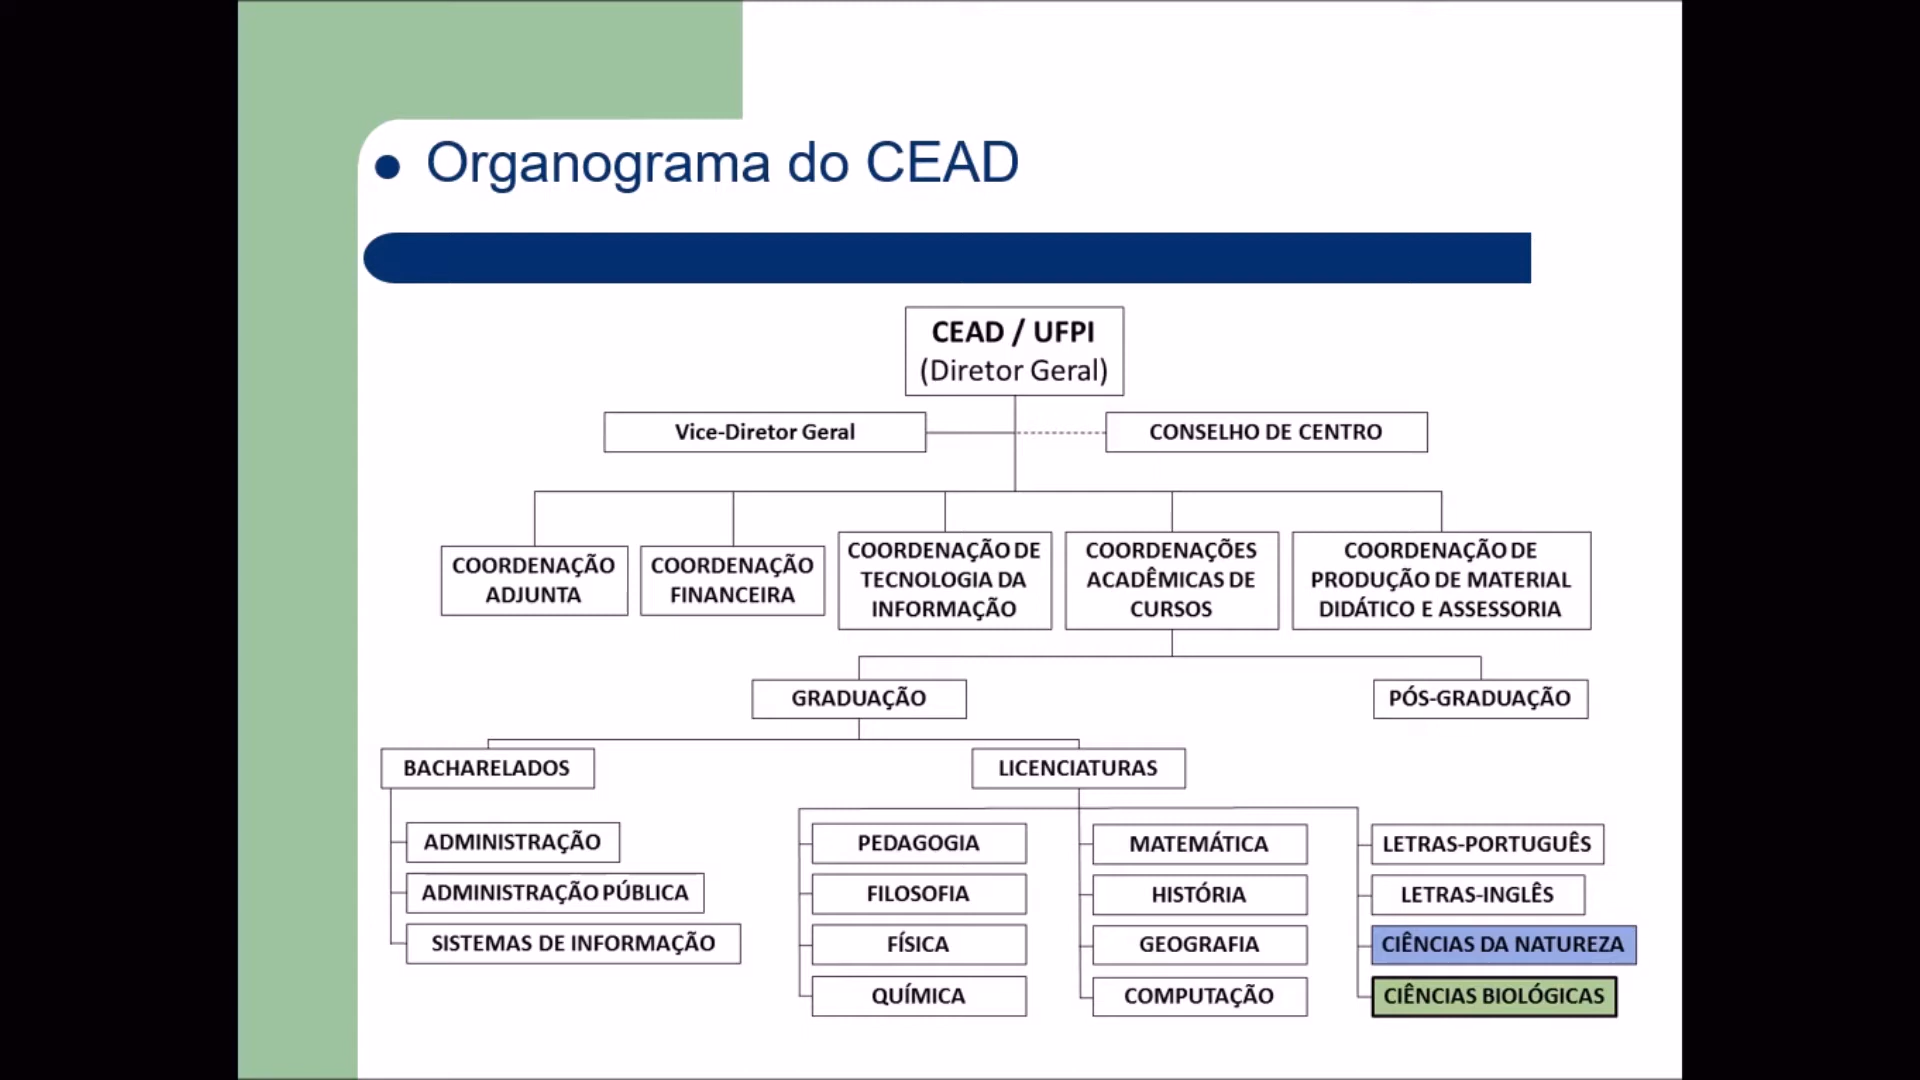 Organograma do CEAD
CEAD / UFPI
(Diretor Geral)
Vice-Diretor Geral
CONSELHO DE CENTRO
COORDENAÇÃO
ADJUNTA
COORDENAÇÃO
FINANCEIRA
COORDENAÇÃO DE
TECNOLOGIA DA
INFORMAÇÃO
COORDENAÇÕES
ACADÊMICAS DE
CURSOS
COORDENAÇÃO DE
PRODUÇÃO DE MATERIAL
DIDÁTICO E ASSESSORIA
GRADUAÇÃO
PÓS-GRADUAÇÃO
BACHARELADOS
LICENCIATURAS
ADMINISTRAÇÃO
ADMINISTRAÇÃO PÚBLICA
SISTEMAS DE INFORMAÇÃO
PEDAGOGIA
FILOSOFIA
FÍSICA
QUÍMICA
MATEMÁTICA
HISTÓRIA
GEOGRAFIA
COMPUTAÇÃO
LETRAS-PORTUGUÊS
LETRAS-INGLÊS
CIÊNCIAS DA NATUREZA
CIÊNCIAS BIOLÓGICAS